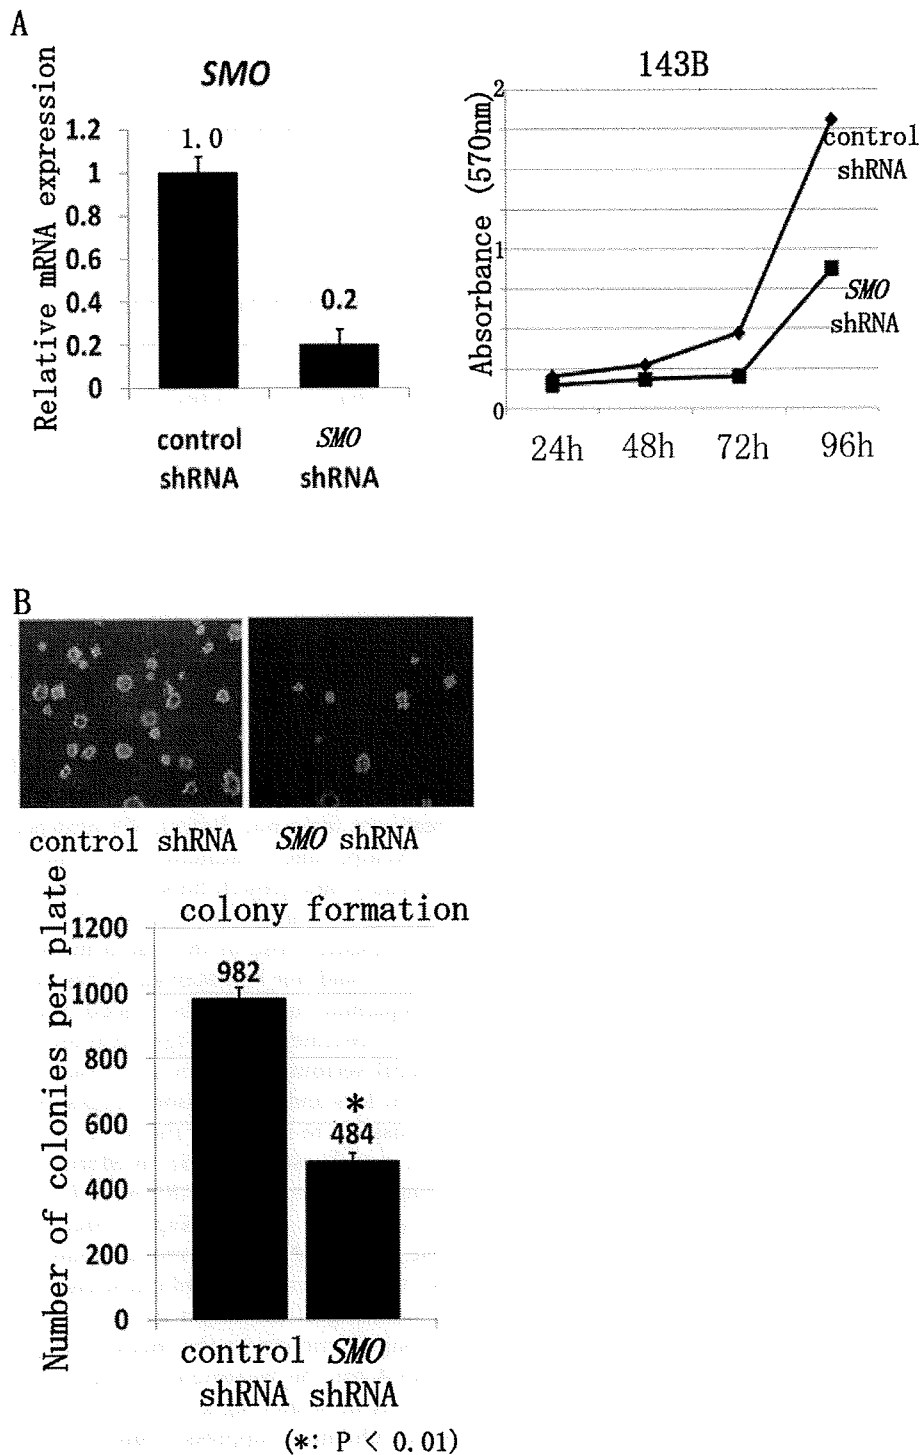 A
SMO
Relative mRNA expression
1.2
1
0.8
0.6
0.4
0.2
0
1.0
0.2
control
shRNA
SMO
shRNA
143B
Absorbance (570nm)
2
1
0
control
shRNA
SMO
shRNA
24h 48h 72h 96h
B
control shRNA
SMO shRNA
colony formation
Number of colonies per plate
1200
1000
800
600
400
200
0
982
*
484
control
shRNA
SMO
shRNA
(*: P < 0.01)